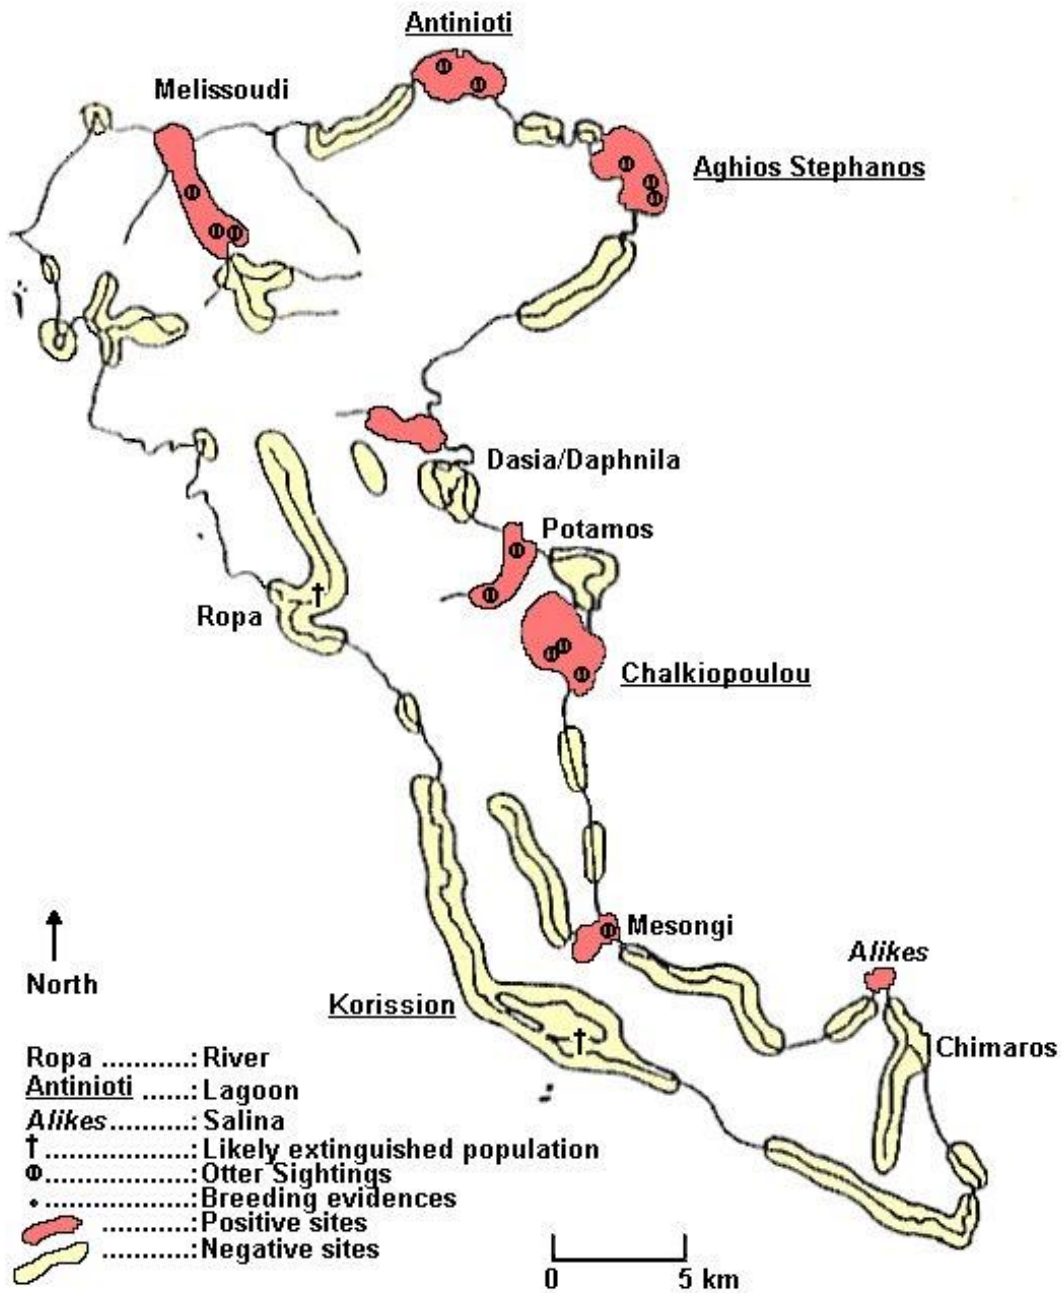 Antinioti
Melissoudi
Aghios Stephanos
Dasia/Daphnila
Potamos
Ropa
Chalkiopoulou
Mesongi
North
Alikes
Korission
Chimaros
Ropa ...........: River
Antinioti ......: Lagoon
Alikes..........: Salina
† ..................: Likely extinguished population
..................: Otter Sightings
..................: Breeding evidences
...........: Positive sites
...........: Negative sites
0 5 km